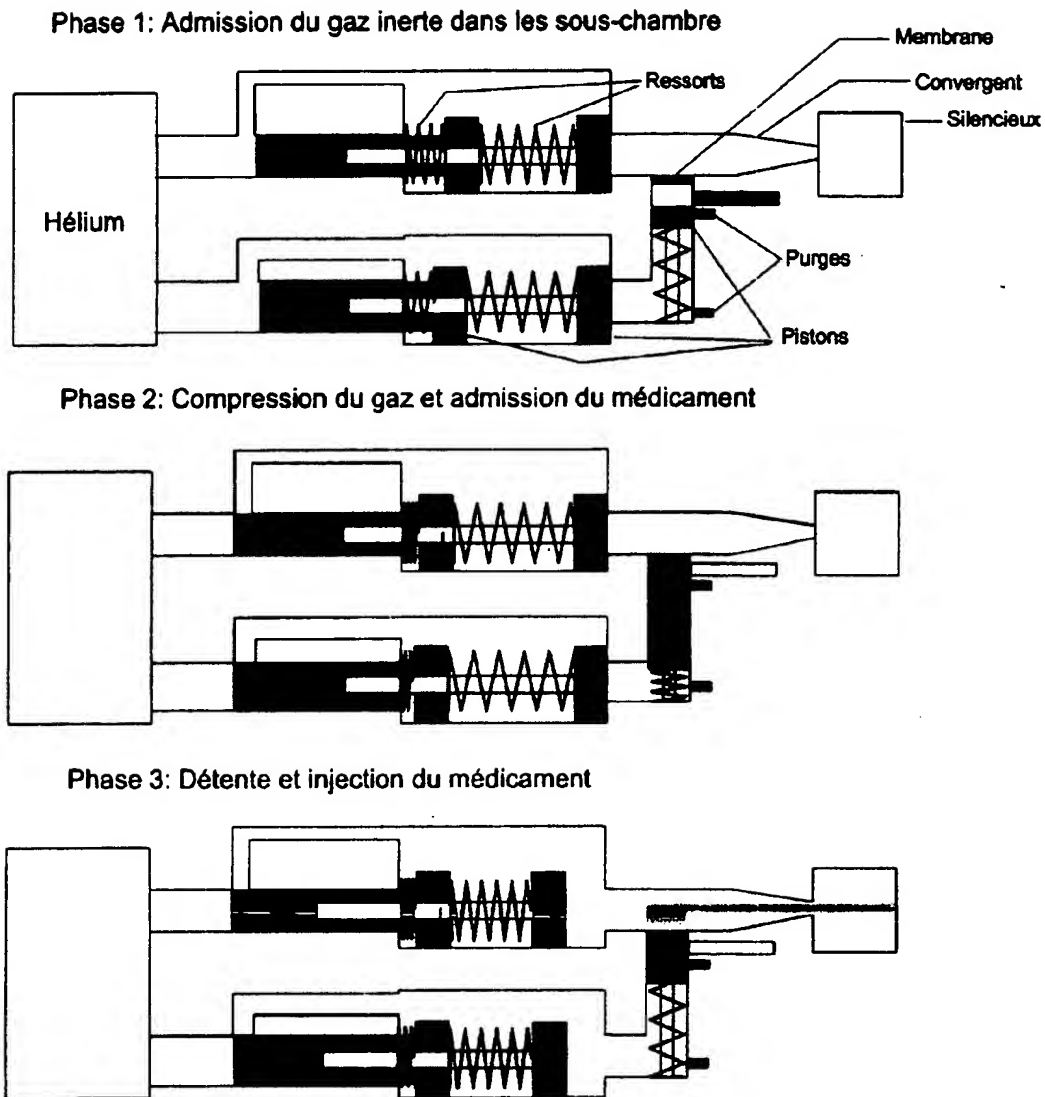 Phase 1: Admission du gaz inerte dans les sous-chambre
Membrane
Ressorts
Convergent
Silencieux
Hélium
Purges
Pistons
Phase 2: Compression du gaz et admission du médicament
Phase 3: Détente et injection du médicament